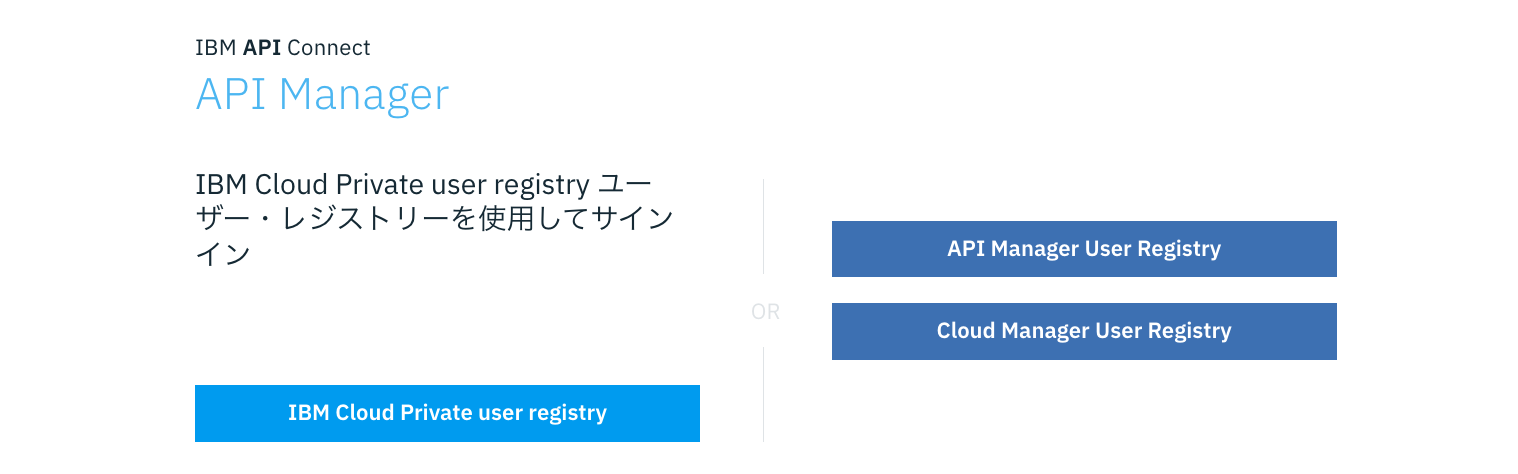 IBM API Connect
API Manager
IBM Cloud Private user registry ユー
ザー・レジストリーを使用してサイン
イン
IBM Cloud Private user registry
OR
API Manager User Registry
Cloud Manager User Registry